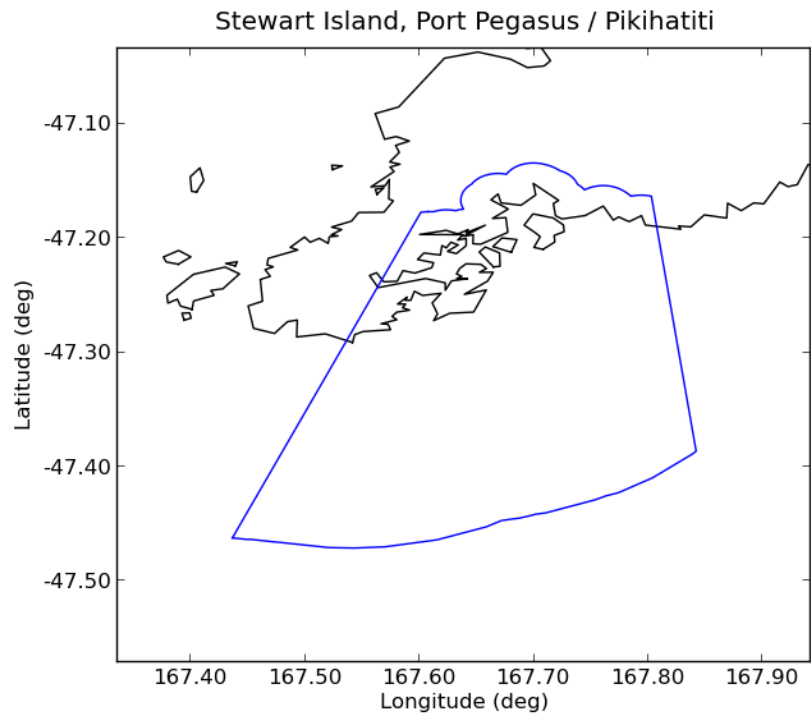 Stewart Island, Port Pegasus / Pikihatiti
-47.10
-47.20
-47.30
-47.40
-47.50
Latitude (deg)
167.40 167.50 167.60 167.70 167.80 167.90
Longitude (deg)